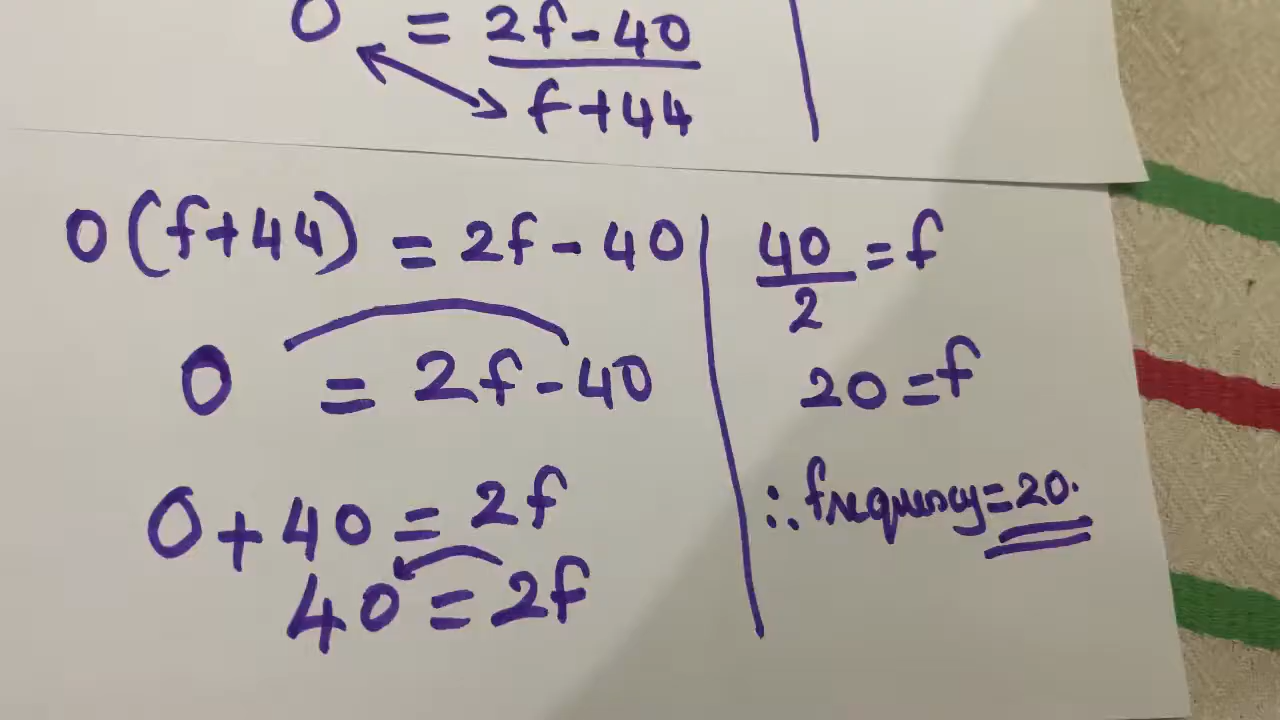 0 = 2f-40
f+44
0(f+44) = 2f-40
0 = 2f-40
0+40 = 2f
40 = 2f
40 = f
2
20 = f
∴ frequency = 20.